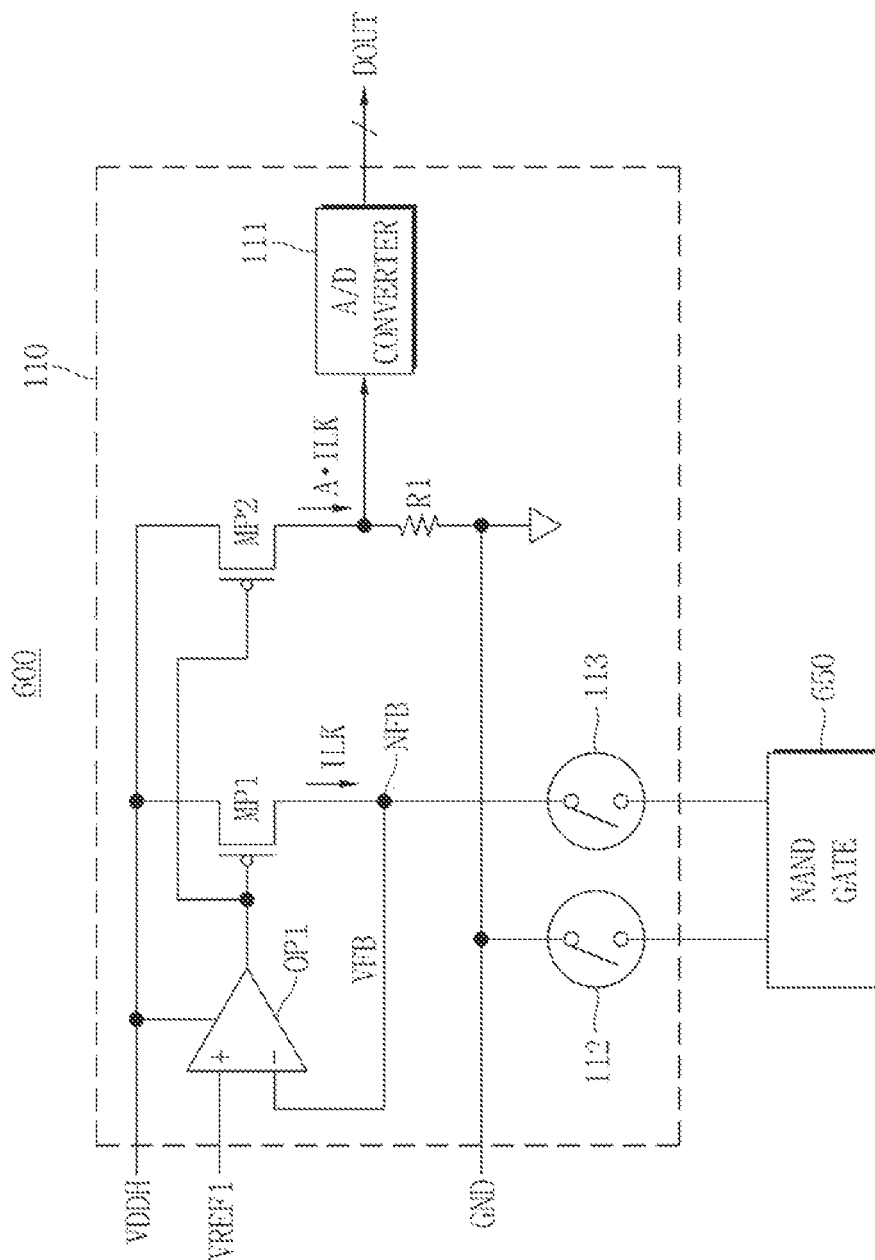 600
110
VDDH
VREF1
+
-
OP1
MP1
MP2
ILK
A•ILK
VFB
NFB
R1
111
A/D
CONVERTER
DOUT
GND
112
113
NAND
GATE
650